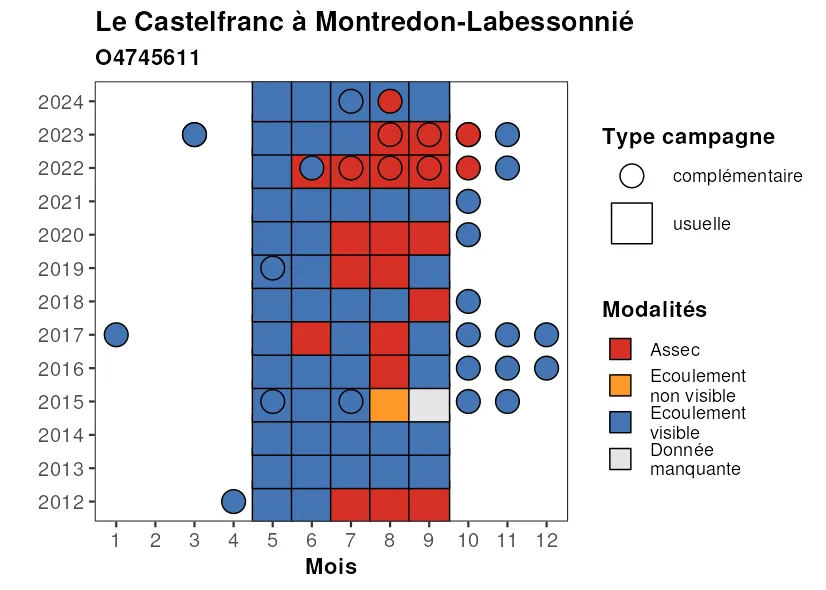 Le Castelfranc à Montredon-Labessonnié
O4745611
2024
2023
2022
2021
2020
2019
2018
2017
2016
2015
2014
2013
2012
1 2 3 4 5 6 7 8 9 10 11 12
Mois
Type campagne
complémentaire
usuelle
Modalités
Assec
Ecoulement
non visible
Ecoulement
visible
Donnée
manquante